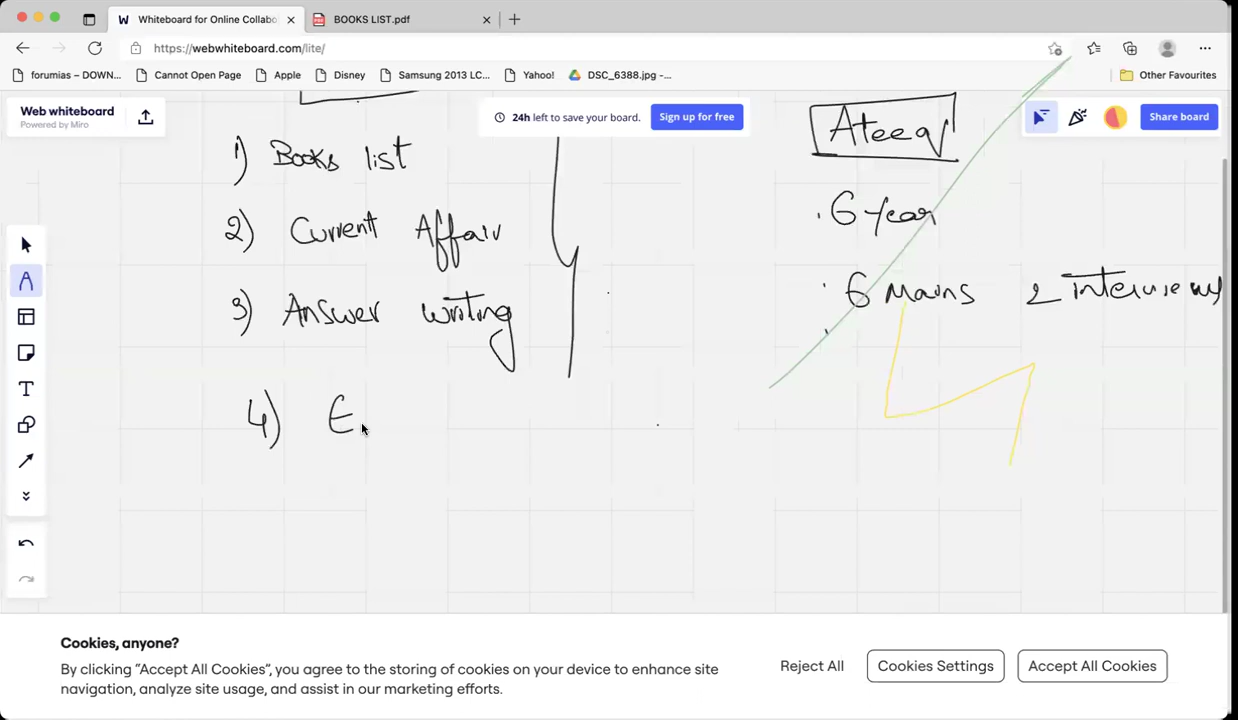 Whiteboard for Online Collabo
BOOKS LIST.pdf
https://webwhiteboard.com/lite/
forumias – DOWN...
Cannot Open Page
Apple
Disney
Samsung 2013 LC...
Yahoo!
DSC_6388.jpg -...
Other Favourites
Web whiteboard
Powered by Miro
24h left to save your board.
Sign up for free
Share board
Ateeq
1) Books list
6 year
2) Current Affair
6 Mains 2 interviews
3) Answer writing
4) E
Cookies, anyone?
By clicking “Accept All Cookies”, you agree to the storing of cookies on your device to enhance site
navigation, analyze site usage, and assist in our marketing efforts.
Reject All
Cookies Settings
Accept All Cookies